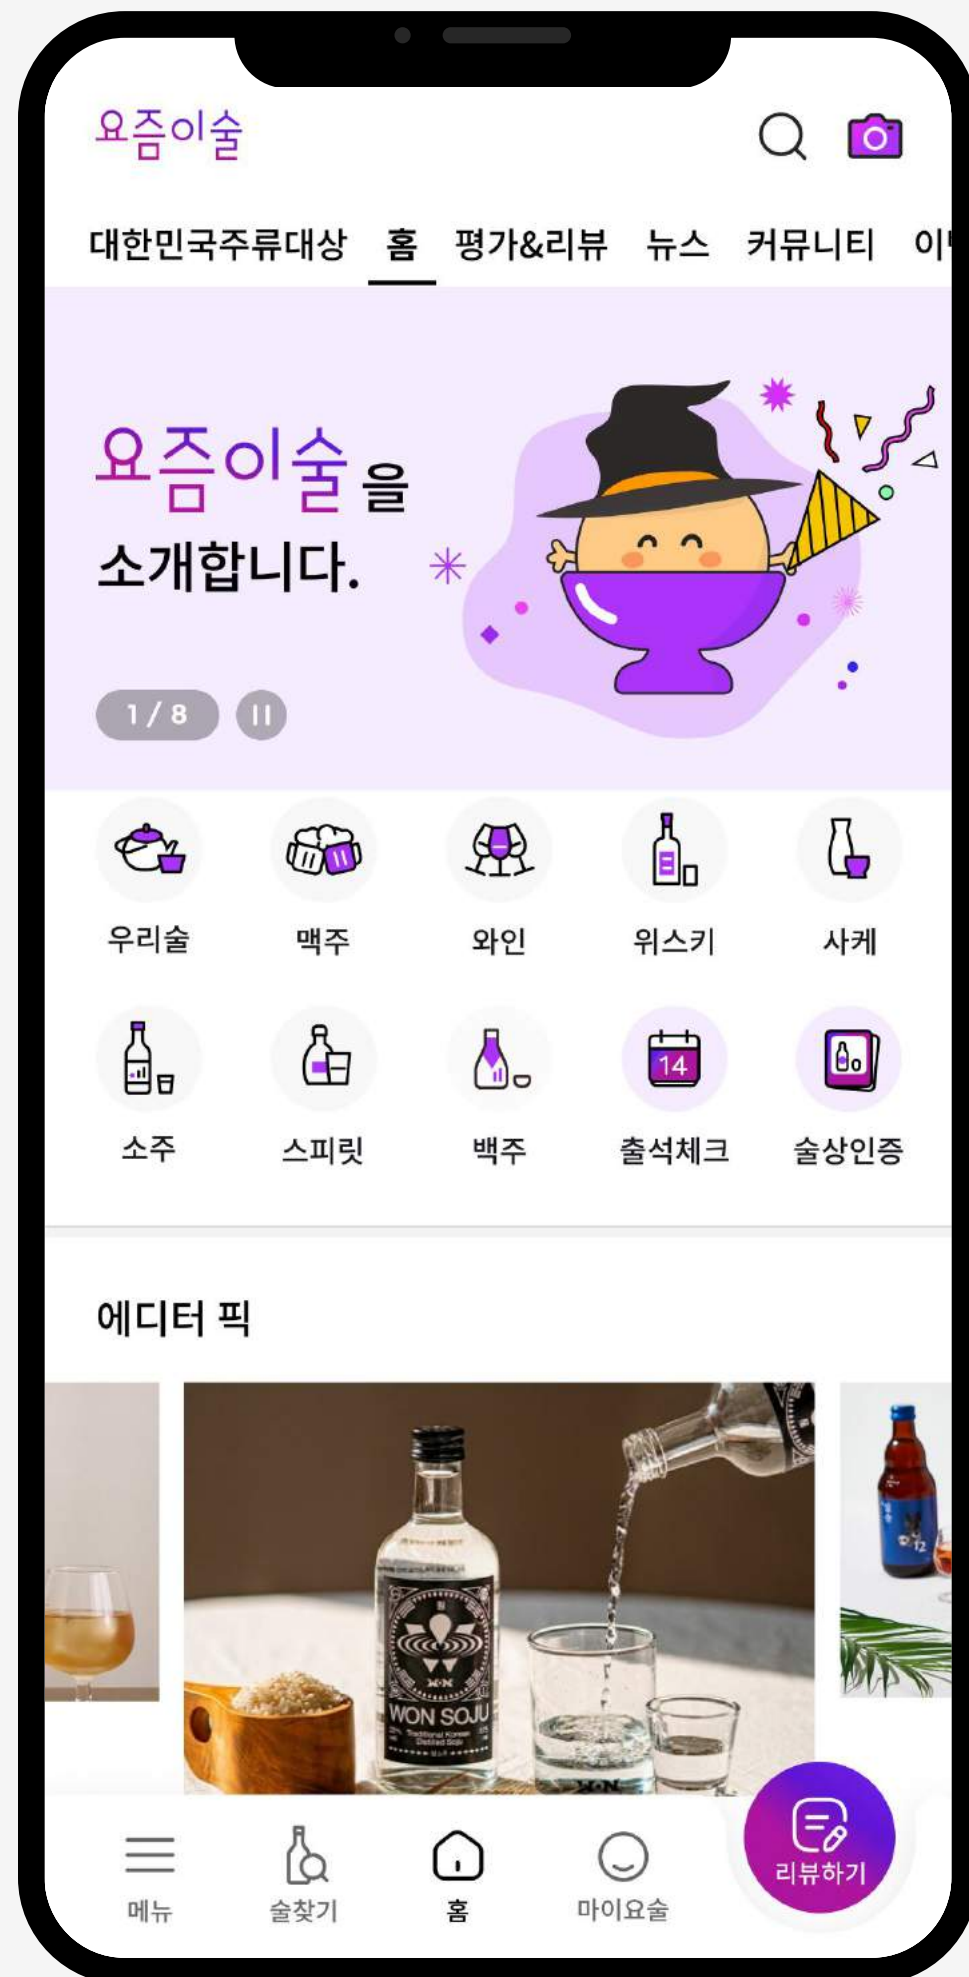 요즘이술
대한민국주류대상 홈 평가&리뷰 뉴스 커뮤니티
요즘이술을
소개합니다.
1 / 8
우리술 맥주 와인 위스키 사케
14
소주 스피릿 백주 출석체크 술상인증
에디터 픽
WON SOJU
Traditional Korean
Distilled Soju
메뉴 술찾기 홈 마이요술 리뷰하기